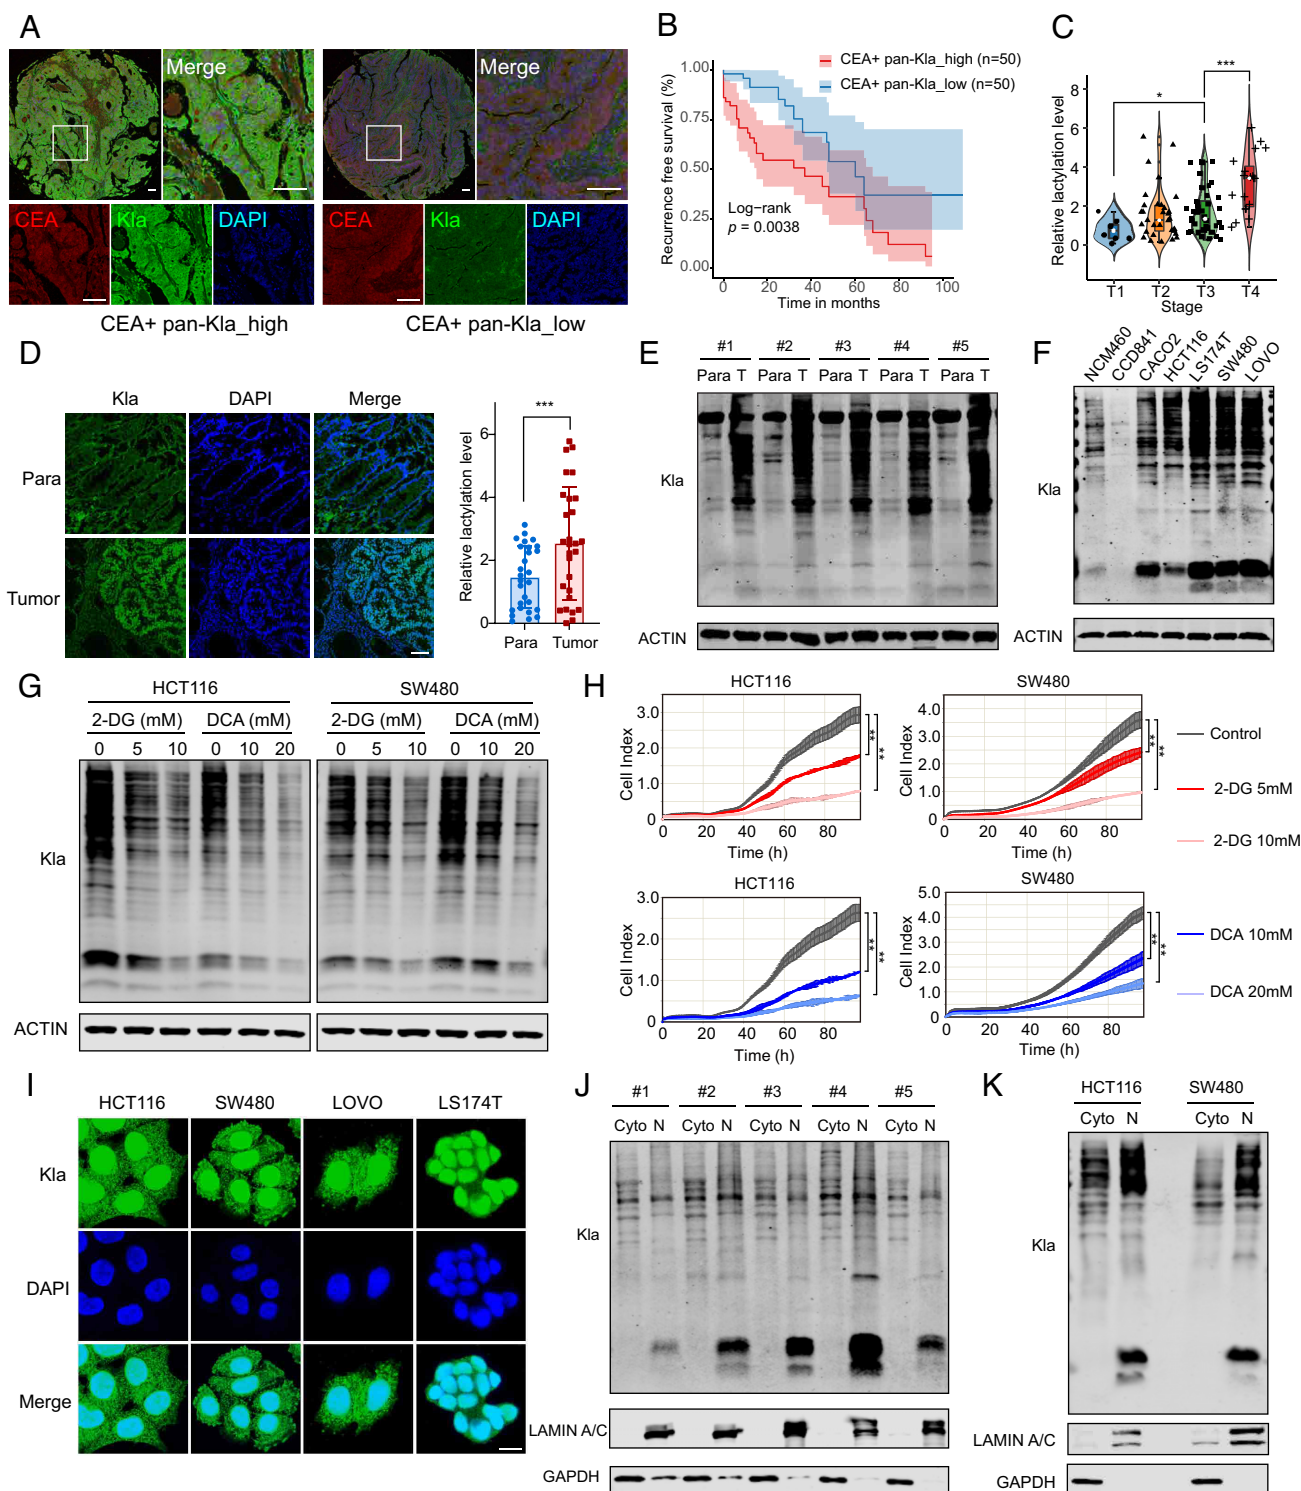 A
Merge
Merge
CEA
Kla
DAPI
CEA
Kla
DAPI
CEA+ pan-Kla_high
CEA+ pan-Kla_low
B
CEA+ pan-Kla_high (n=50)
CEA+ pan-Kla_low (n=50)
Recurrence free survival (%)
1.00
0.75
0.50
0.25
0.00
Log−rank
p = 0.0038
0 20 40 60 80 100
Time in months
C
***
*
Relative lactylation level
8
6
4
2
0
T1 T2 T3 T4
Stage
D
Kla DAPI Merge
Para
Tumor
***
Relative lactylation level
6
4
2
0
Para Tumor
E
#1 #2 #3 #4 #5
Para T Para T Para T Para T Para T
Kla
ACTIN
F
NCM460
CCD841
CACO2
HCT116
LS174T
SW480
LOVO
Kla
ACTIN
G
HCT116 SW480
2-DG (mM) DCA (mM) 2-DG (mM) DCA (mM)
0 5 10 0 10 20 0 5 10 0 10 20
Kla
ACTIN
H
HCT116
Cell Index
3.0
2.0
1.0
0
0 20 40 60 80
Time (h)
**
**
SW480
Cell Index
4.0
3.0
2.0
1.0
0
0 20 40 60 80
Time (h)
**
**
Control
2-DG 5mM
2-DG 10mM
HCT116
Cell Index
3.0
2.0
1.0
0
0 20 40 60 80
Time (h)
**
**
SW480
Cell Index
5.0
4.0
3.0
2.0
1.0
0
0 20 40 60 80
Time (h)
**
**
DCA 10mM
DCA 20mM
I
HCT116 SW480 LOVO LS174T
Kla
DAPI
Merge
J
#1 #2 #3 #4 #5
Cyto N Cyto N Cyto N Cyto N Cyto N
Kla
LAMIN A/C
GAPDH
K
HCT116 SW480
Cyto N Cyto N
Kla
LAMIN A/C
GAPDH